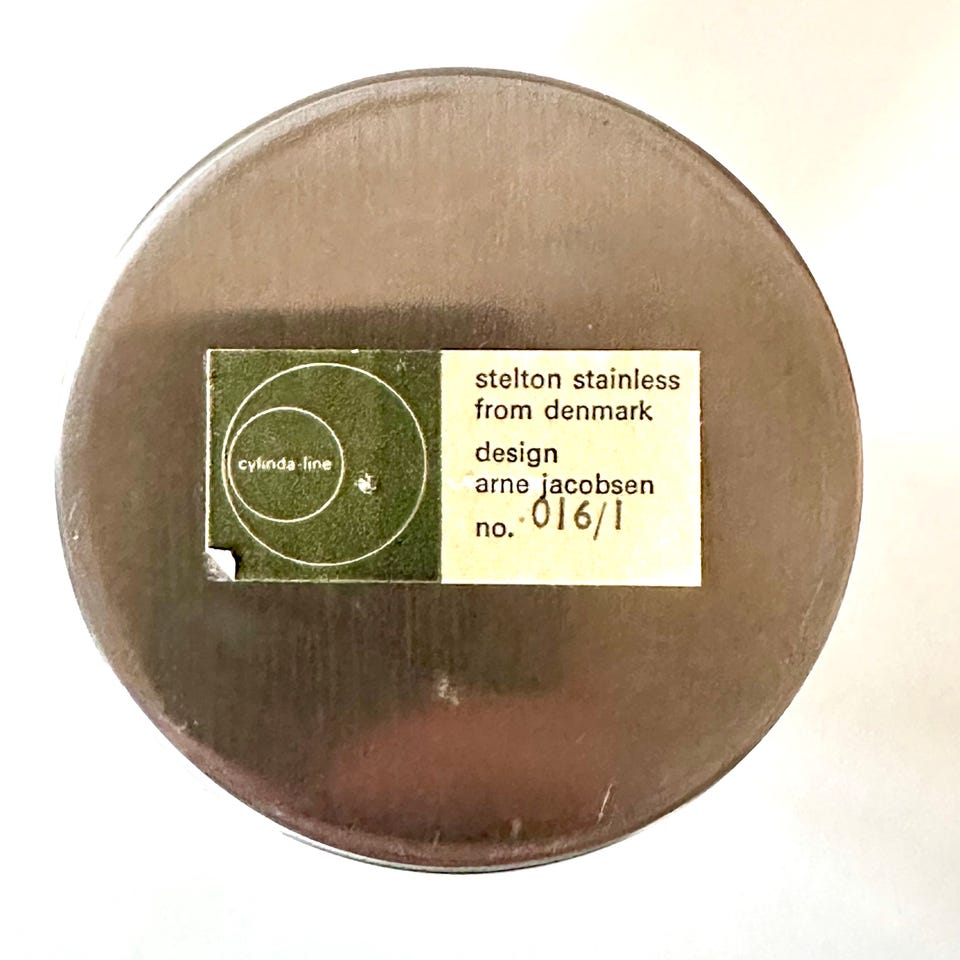 cylinda-line
stelton stainless
from denmark
design
arne jacobsen
no. 016/1